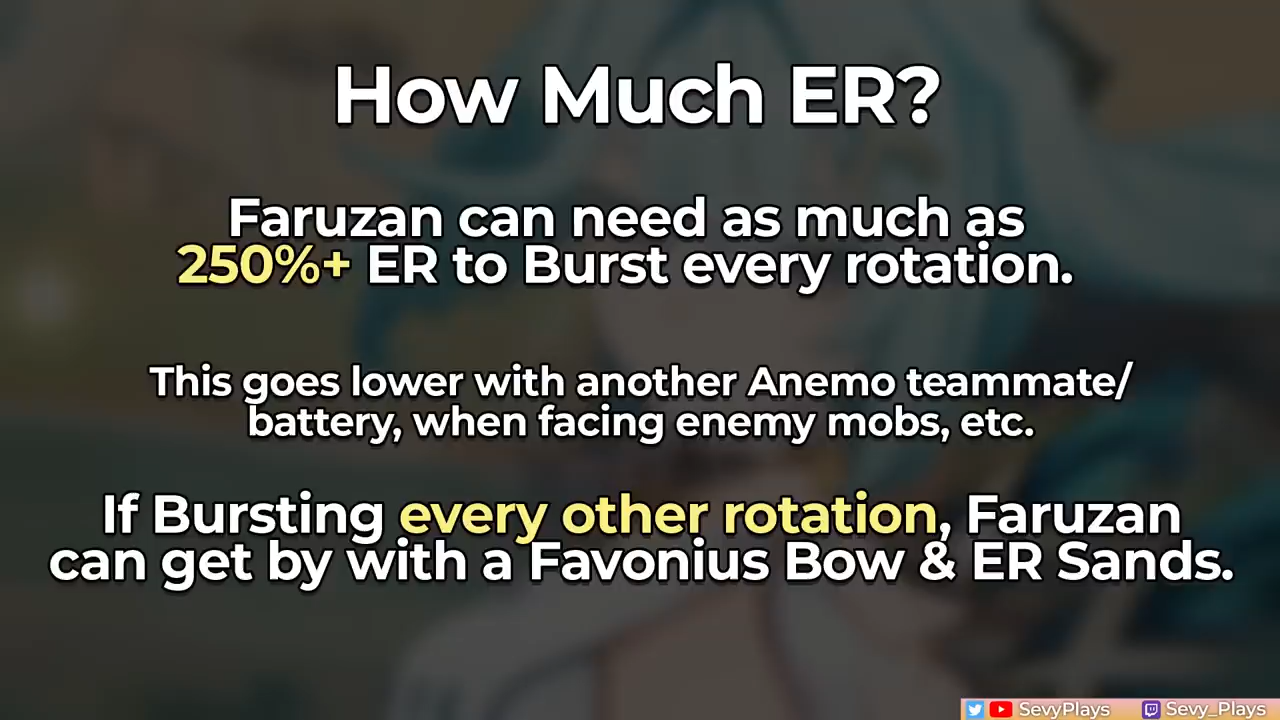 How Much ER?
Faruzan can need as much as
250%+ ER to Burst every rotation.
This goes lower with another Anemo teammate/
battery, when facing enemy mobs, etc.
If Bursting every other rotation, Faruzan
can get by with a Favonius Bow & ER Sands.
SevyPlays Sevy_Plays